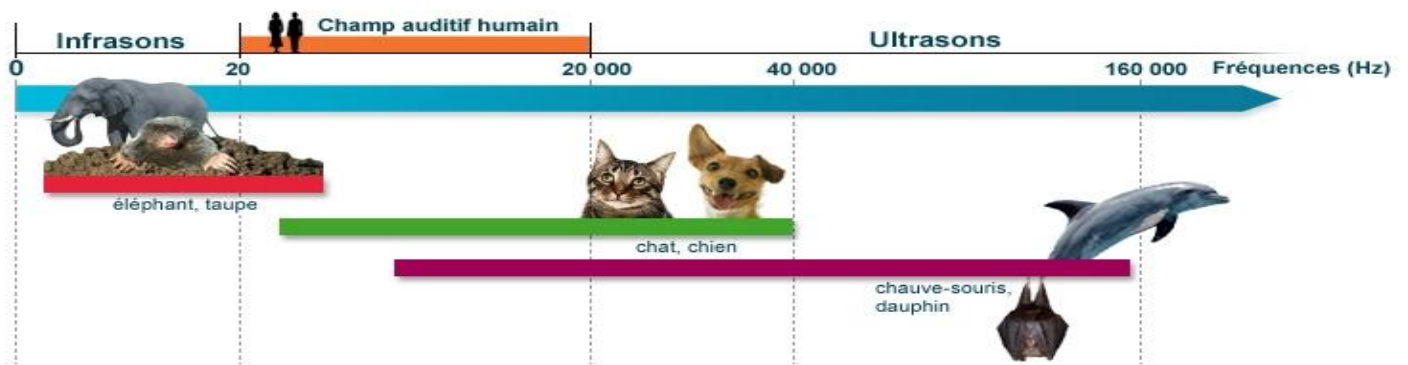 Champ auditif humain
Infrasons
Ultrasons
0 20 20 000 40 000 160 000 Fréquences (Hz)
éléphant, taupe
chat, chien
chauve-souris,
dauphin